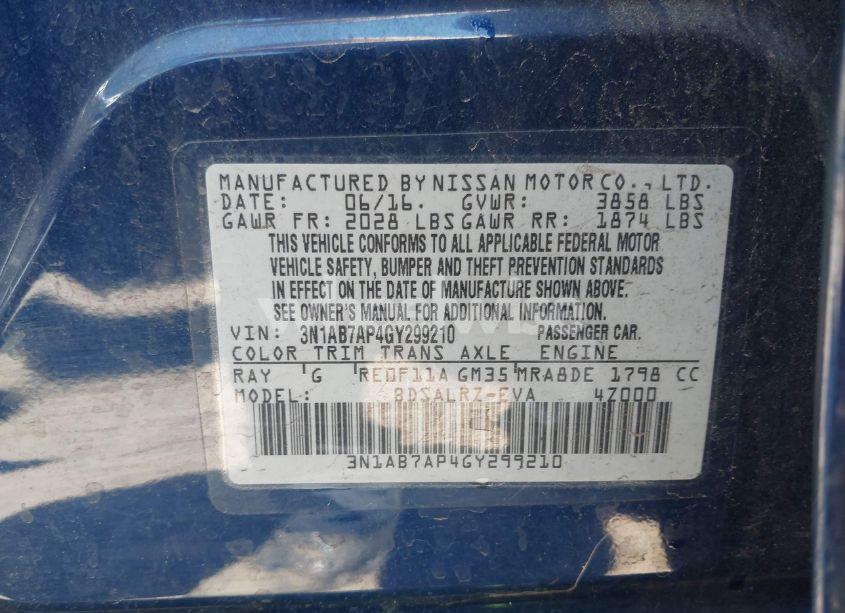 MANUFACTURED BY NISSAN MOTOR CO., LTD.
DATE: 06/16. GVWR: 3858 LBS
GAWR FR: 2028 LBS GAWR RR: 1874 LBS
THIS VEHICLE CONFORMS TO ALL APPLICABLE FEDERAL MOTOR
VEHICLE SAFETY, BUMPER AND THEFT PREVENTION STANDARDS
IN EFFECT ON THE DATE OF MANUFACTURE SHOWN ABOVE.
SEE OWNER'S MANUAL FOR ADDITIONAL INFORMATION.
VIN: 3N1AB7AP4GY299210 PASSENGER CAR.
COLOR TRIM TRANS AXLE ENGINE
RAY G RE0F11A GM35 MRA8DE 1798 CC
MODEL: BDSALRZ-EVA 4Z000
3N1AB7AP4GY299210